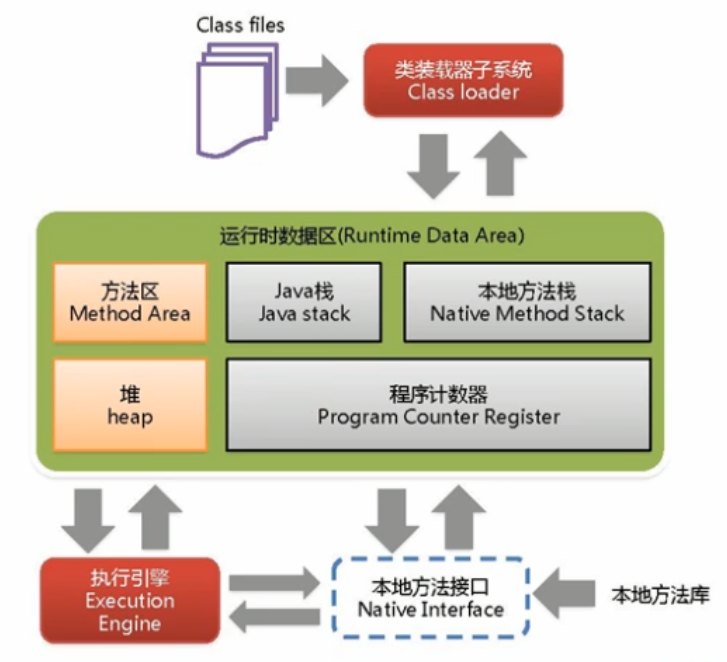 Class files
类装载器子系统
Class loader
运行时数据区(Runtime Data Area)
方法区
Method Area
Java栈
Java stack
本地方法栈
Native Method Stack
堆
heap
程序计数器
Program Counter Register
执行引擎
Execution
Engine
本地方法接口
Native Interface
本地方法库